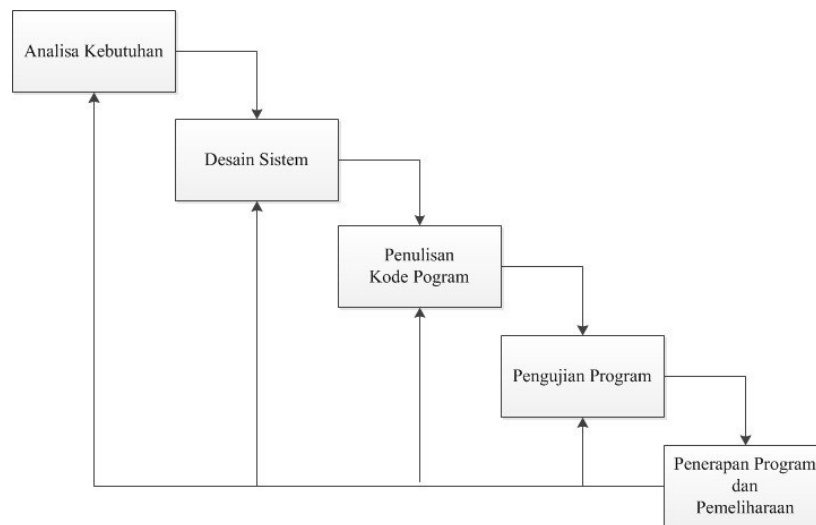 Analisa Kebutuhan
Desain Sistem
Penulisan
Kode Pogram
Pengujian Program
Penerapan Program
dan
Pemeliharaan